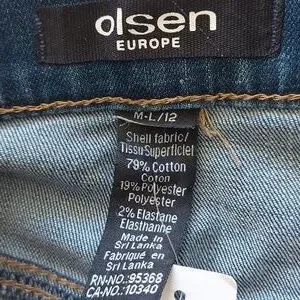 olsen
EUROPE
M-L/12
Shell fabric/
Tissu Superficiel
79% Cotton
Coton
19% Polyester
Polyester
2% Elastane
Elasthanne
Made in
Sri Lanka
Fabriqué en
Sri Lanka
RN-NO.:95368
CA-NO.:10340